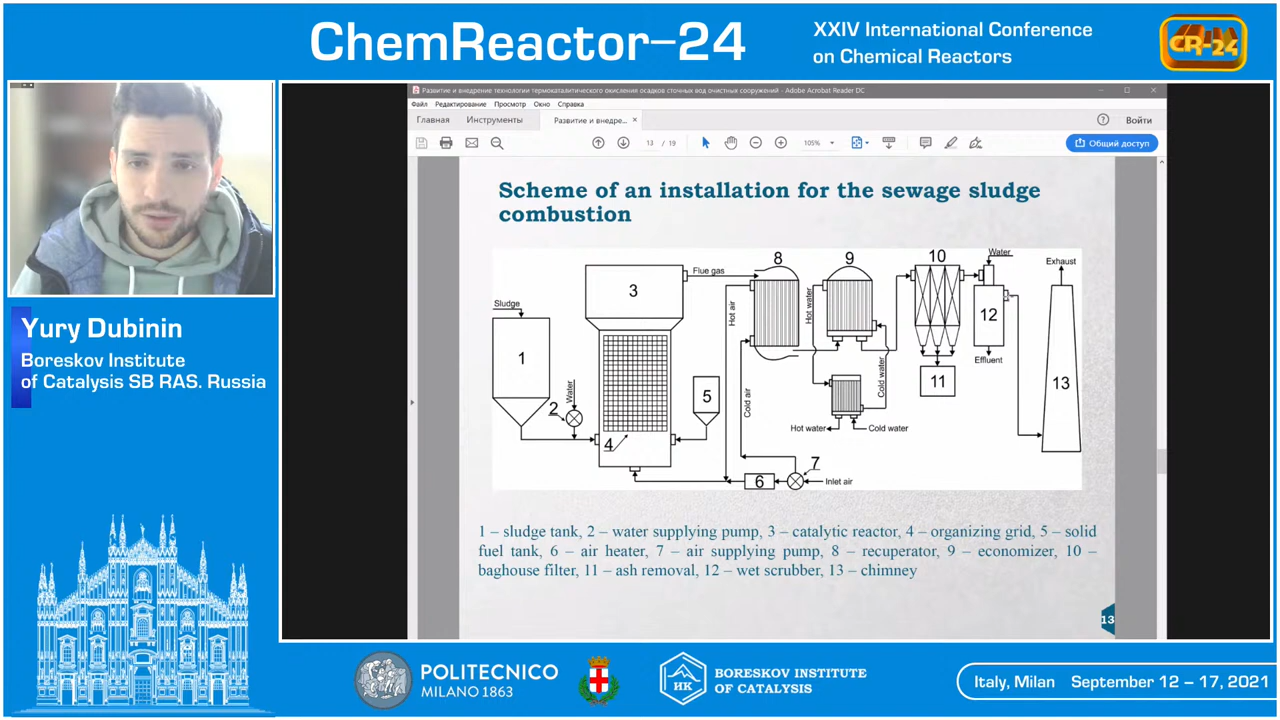 ChemReactor-24
XXIV International Conference
on Chemical Reactors
CR-24
Развитие и внедрение технологии термокаталитического окисления осадков сточных вод очистных сооружений - Adobe Acrobat Reader DC
Файл Редактирование Просмотр Окно Справка
Главная Инструменты Развитие и внедре... ×
Войти
13 / 19
105%
Общий доступ
Scheme of an installation for the sewage sludge
combustion
Sludge
1
2
Water
3
4
5
Flue gas
6
7
Inlet air
Hot air
Cold air
8
9
Hot water
Cold water
Hot water
Cold water
10
11
Water
12
Effluent
Exhaust
13
1 – sludge tank, 2 – water supplying pump, 3 – catalytic reactor, 4 – organizing grid, 5 – solid
fuel tank, 6 – air heater, 7 – air supplying pump, 8 – recuperator, 9 – economizer, 10 –
baghouse filter, 11 – ash removal, 12 – wet scrubber, 13 – chimney
13
Yury Dubinin
Boreskov Institute
of Catalysis SB RAS. Russia
POLITECNICO
MILANO 1863
НК
BORESKOV INSTITUTE
OF CATALYSIS
Italy, Milan September 12 – 17, 2021